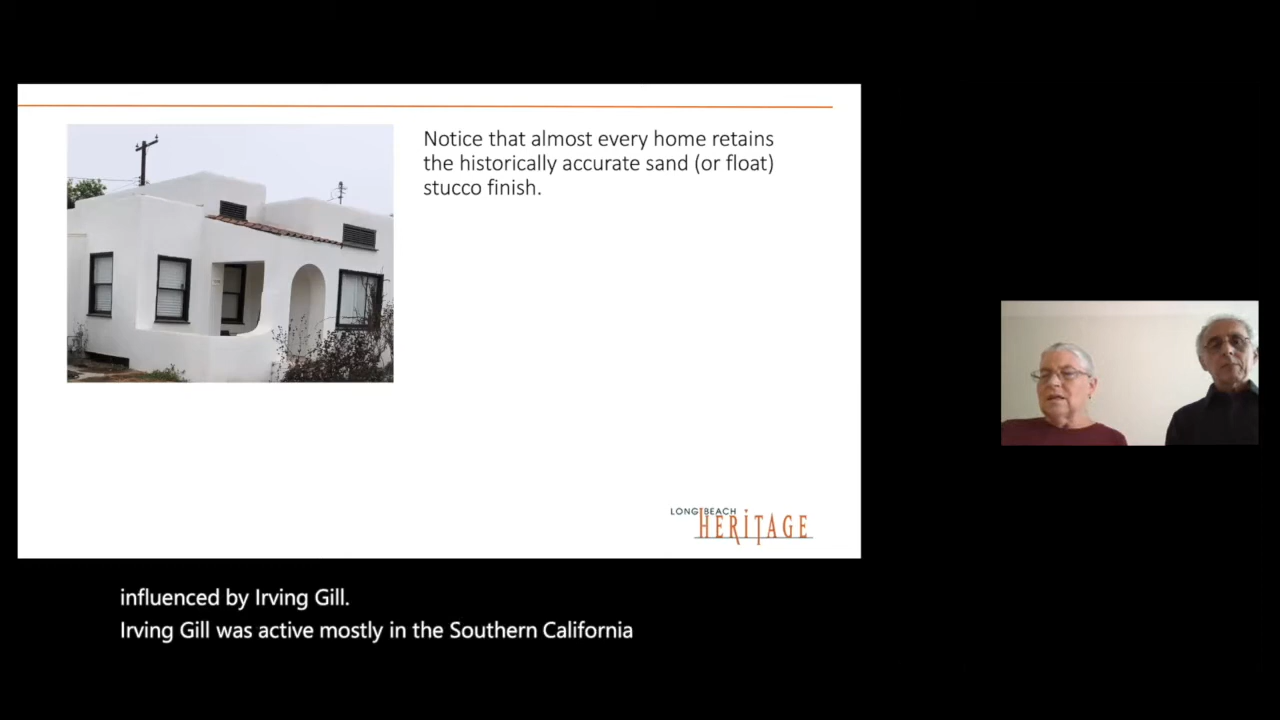 Notice that almost every home retains
the historically accurate sand (or float)
stucco finish.
LONG BEACH
HERITAGE
influenced by Irving Gill.
Irving Gill was active mostly in the Southern California